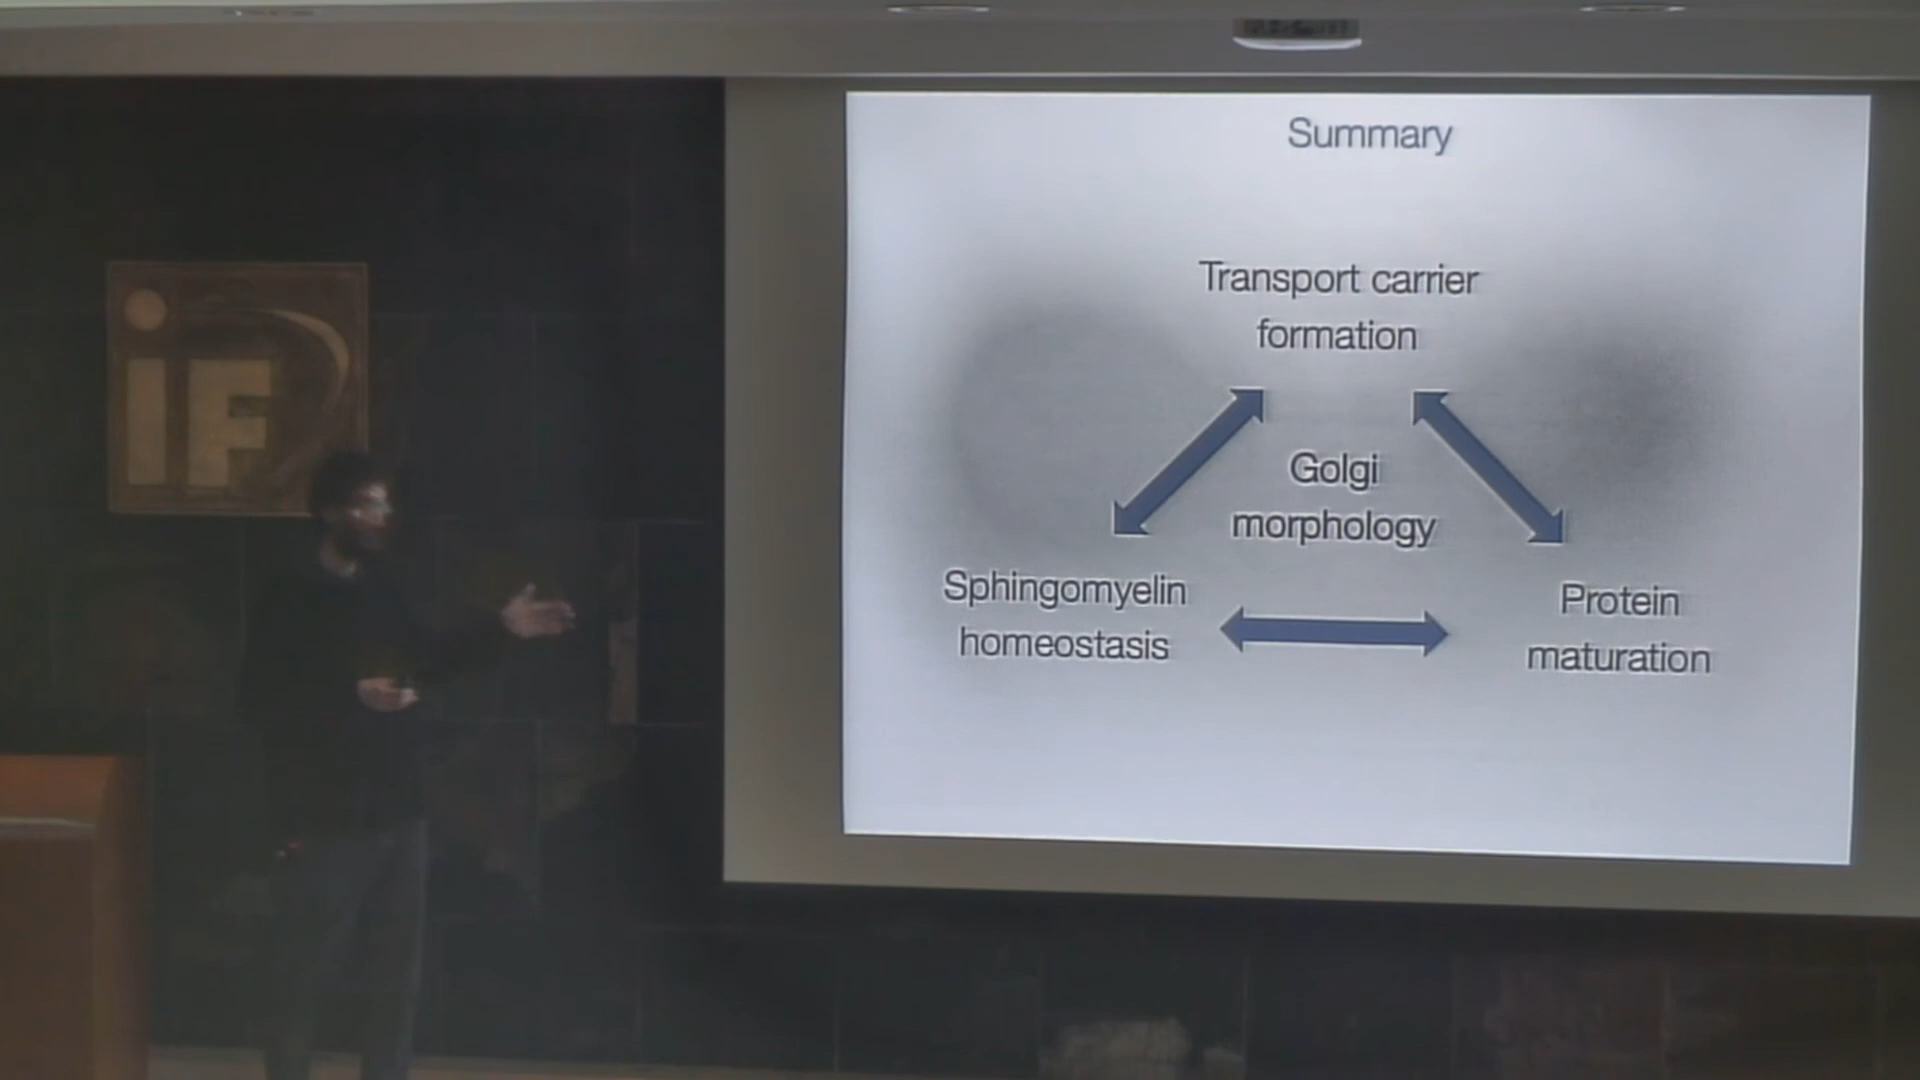 iF
Summary
Transport carrier
formation
Golgi
morphology
Sphingomyelin
homeostasis
Protein
maturation